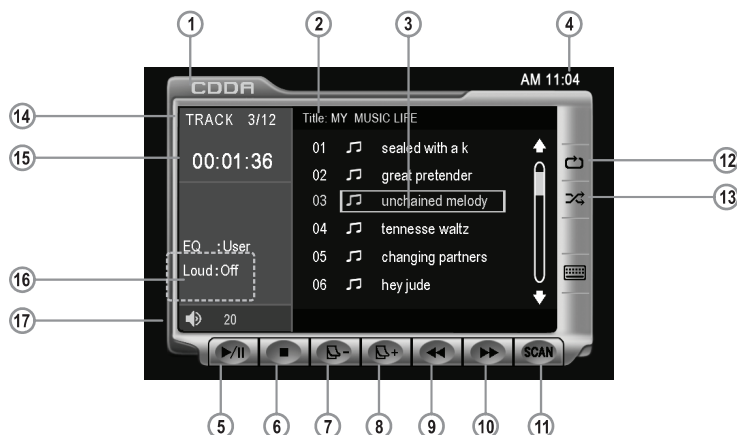 1 2 3 4
CDDA AM 11:04
14 TRACK 3/12 Title: MY MUSIC LIFE
15 00:01:36
01 sealed with a k
02 great pretender
03 unchained melody
04 tennesse waltz
05 changing partners
06 hey jude
12
13
EQ :User
16 Loud:Off
17 20
- + SCAN
5 6 7 8 9 10 11